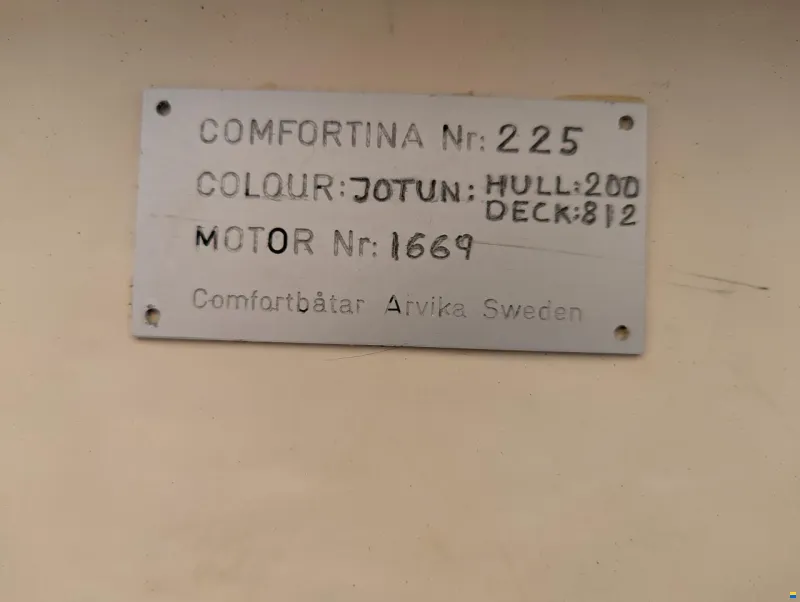 COMFORTINA Nr: 225
COLOUR: JOTUN: HULL: 200
DECK: 812
MOTOR Nr: 1669
Comfortbåtar Arvika Sweden